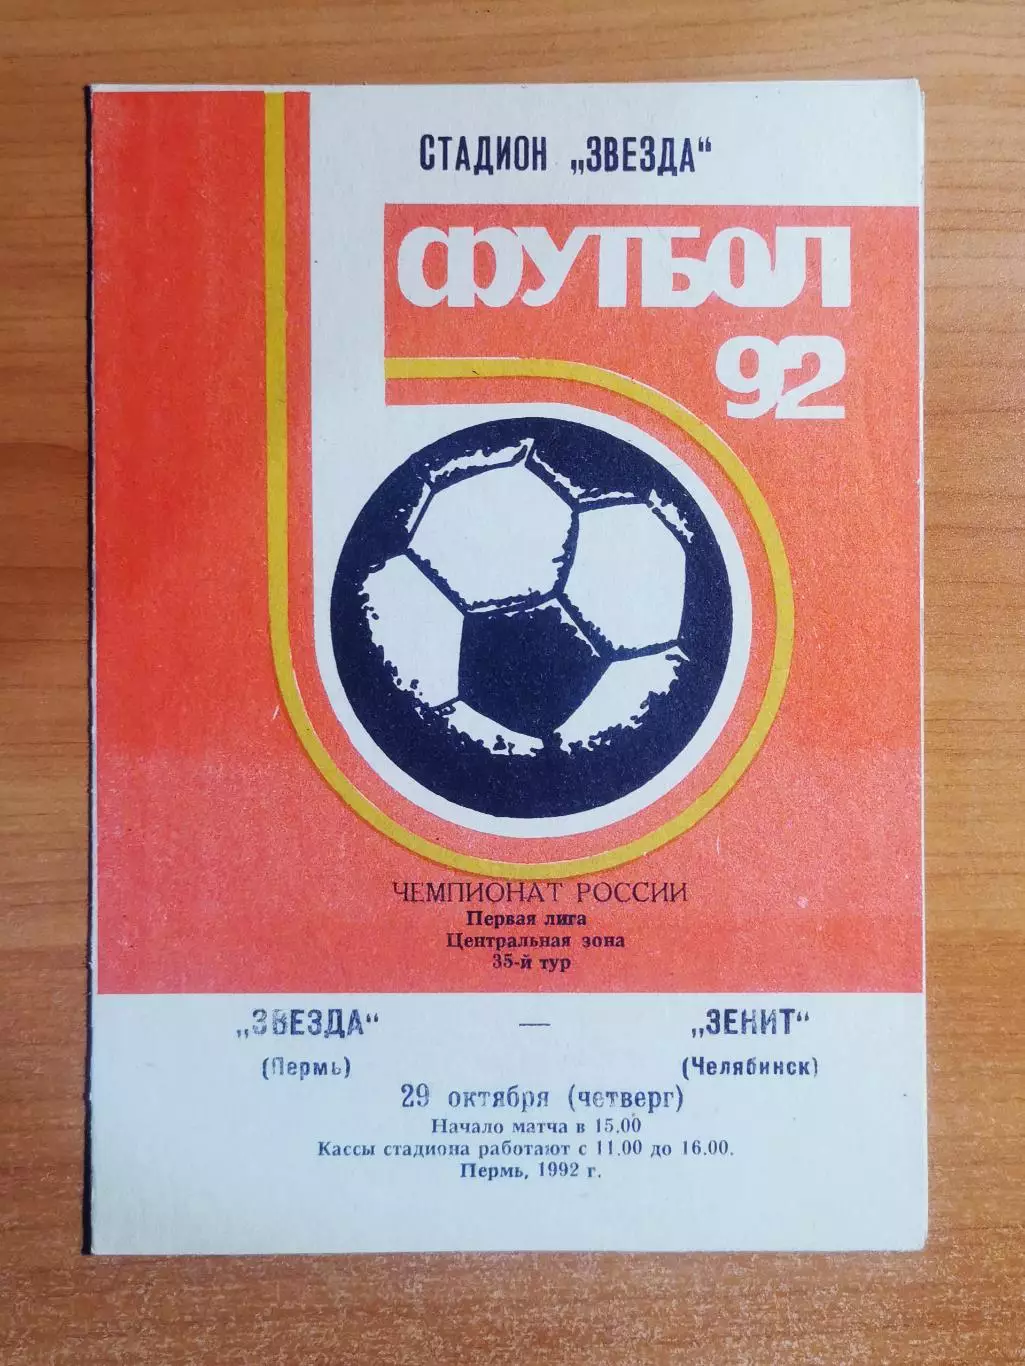 СТАДИОН „ЗВЕЗДА“
ФУТБОЛ
92
ЧЕМПИОНАТ РОССИИ
Первая лига
Центральная зона
35-й тур
„ЗВЕЗДА“ — „ЗЕНИТ“
(Пермь) (Челябинск)
29 октября (четверг)
Начало матча в 15.00
Кассы стадиона работают с 11.00 до 16.00.
Пермь, 1992 г.